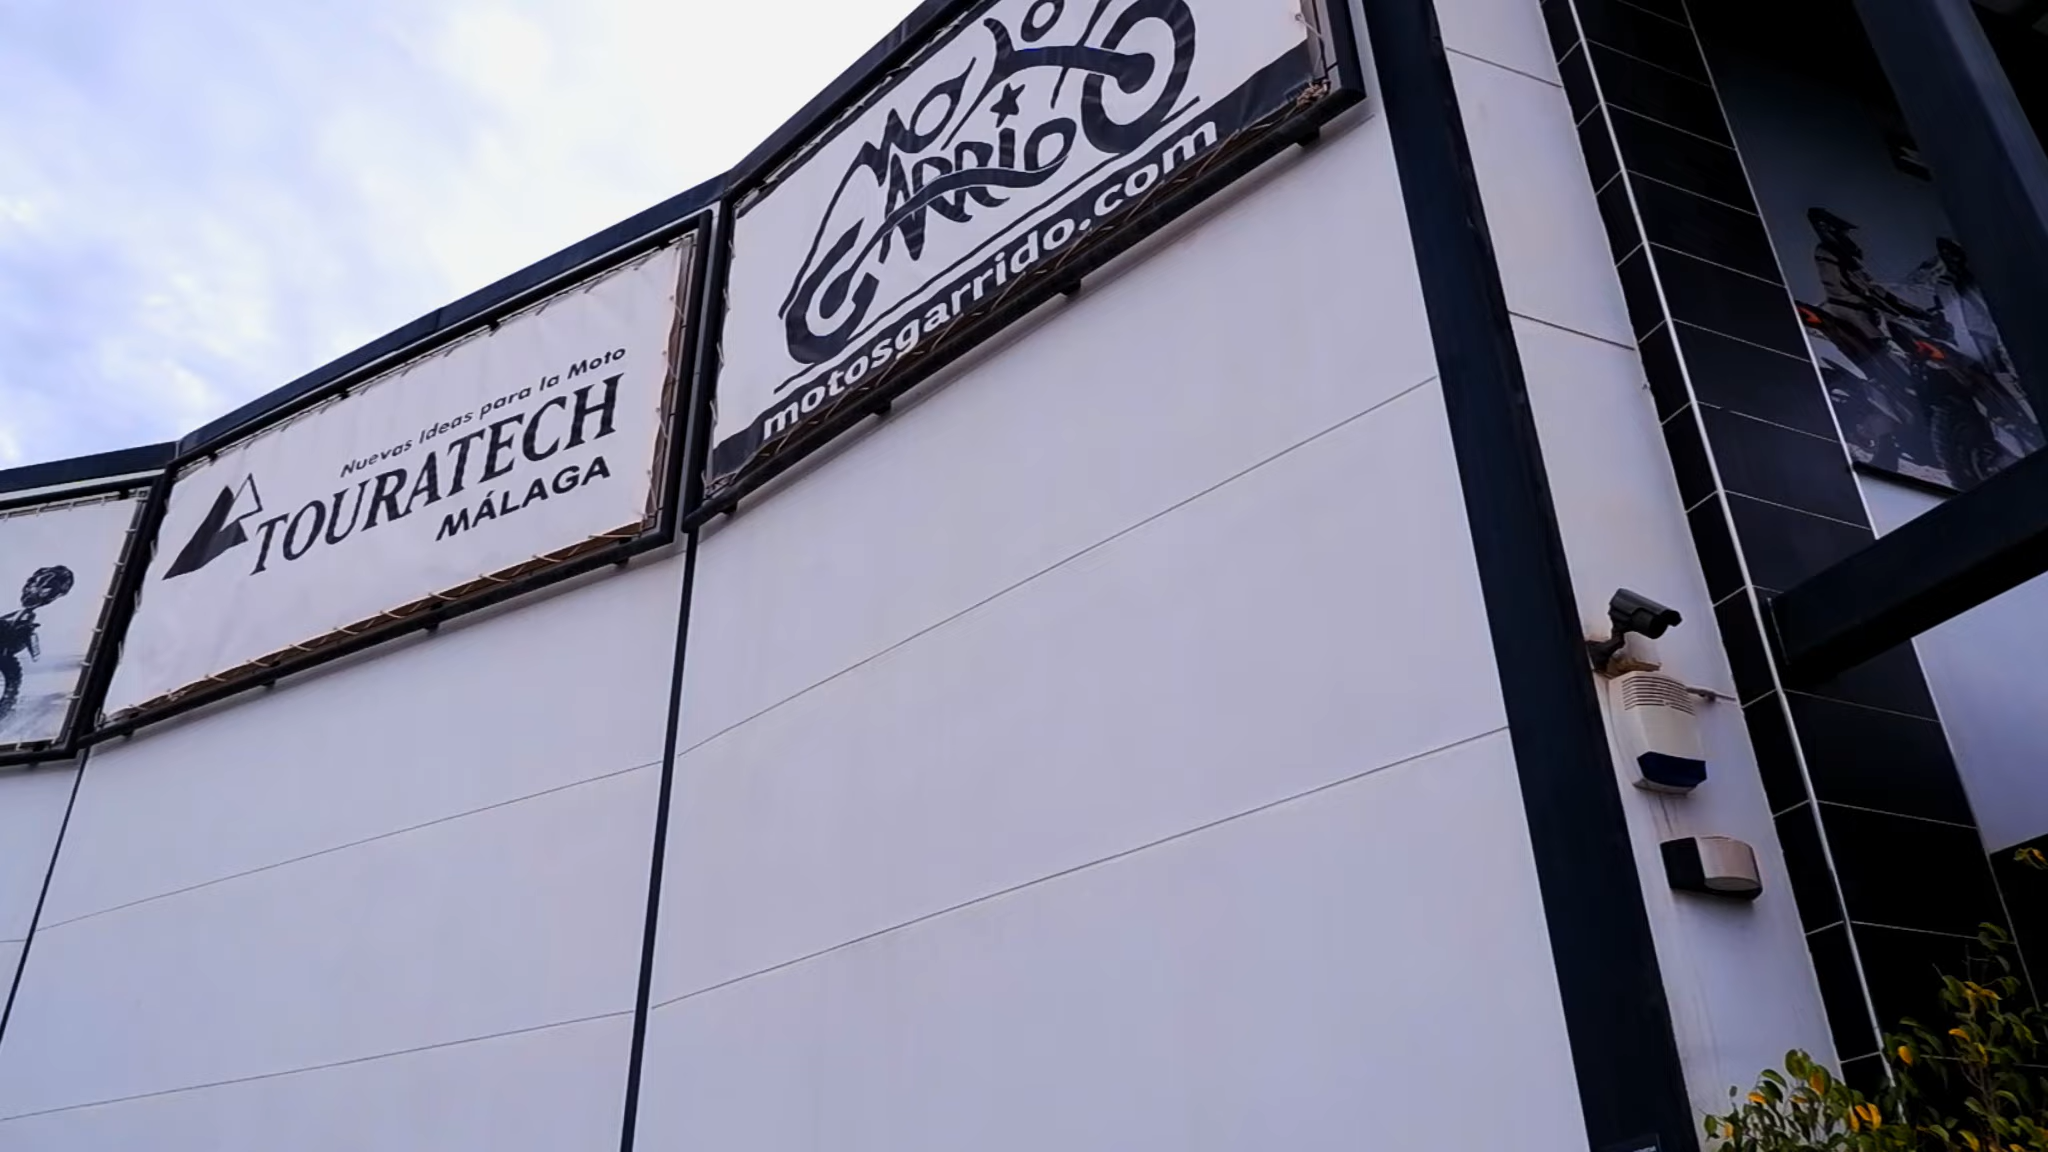 Nuevas Ideas para la Moto
TOURATECH
MÁLAGA
MOTO
GARRIDO
motosgarrido.com